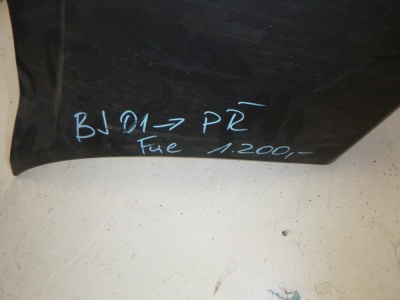 BJ 01→ PR̄
Fue 1.200,-